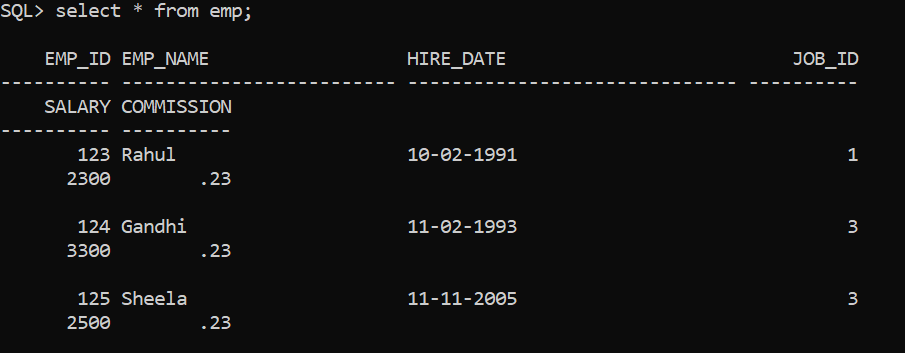 SQL> select * from emp;
EMP_ID EMP_NAME HIRE_DATE JOB_ID
---------- ------------------------- ------------------------------ ----------
SALARY COMMISSION
---------- ----------
123 Rahul 10-02-1991 1
2300 .23
124 Gandhi 11-02-1993 3
3300 .23
125 Sheela 11-11-2005 3
2500 .23